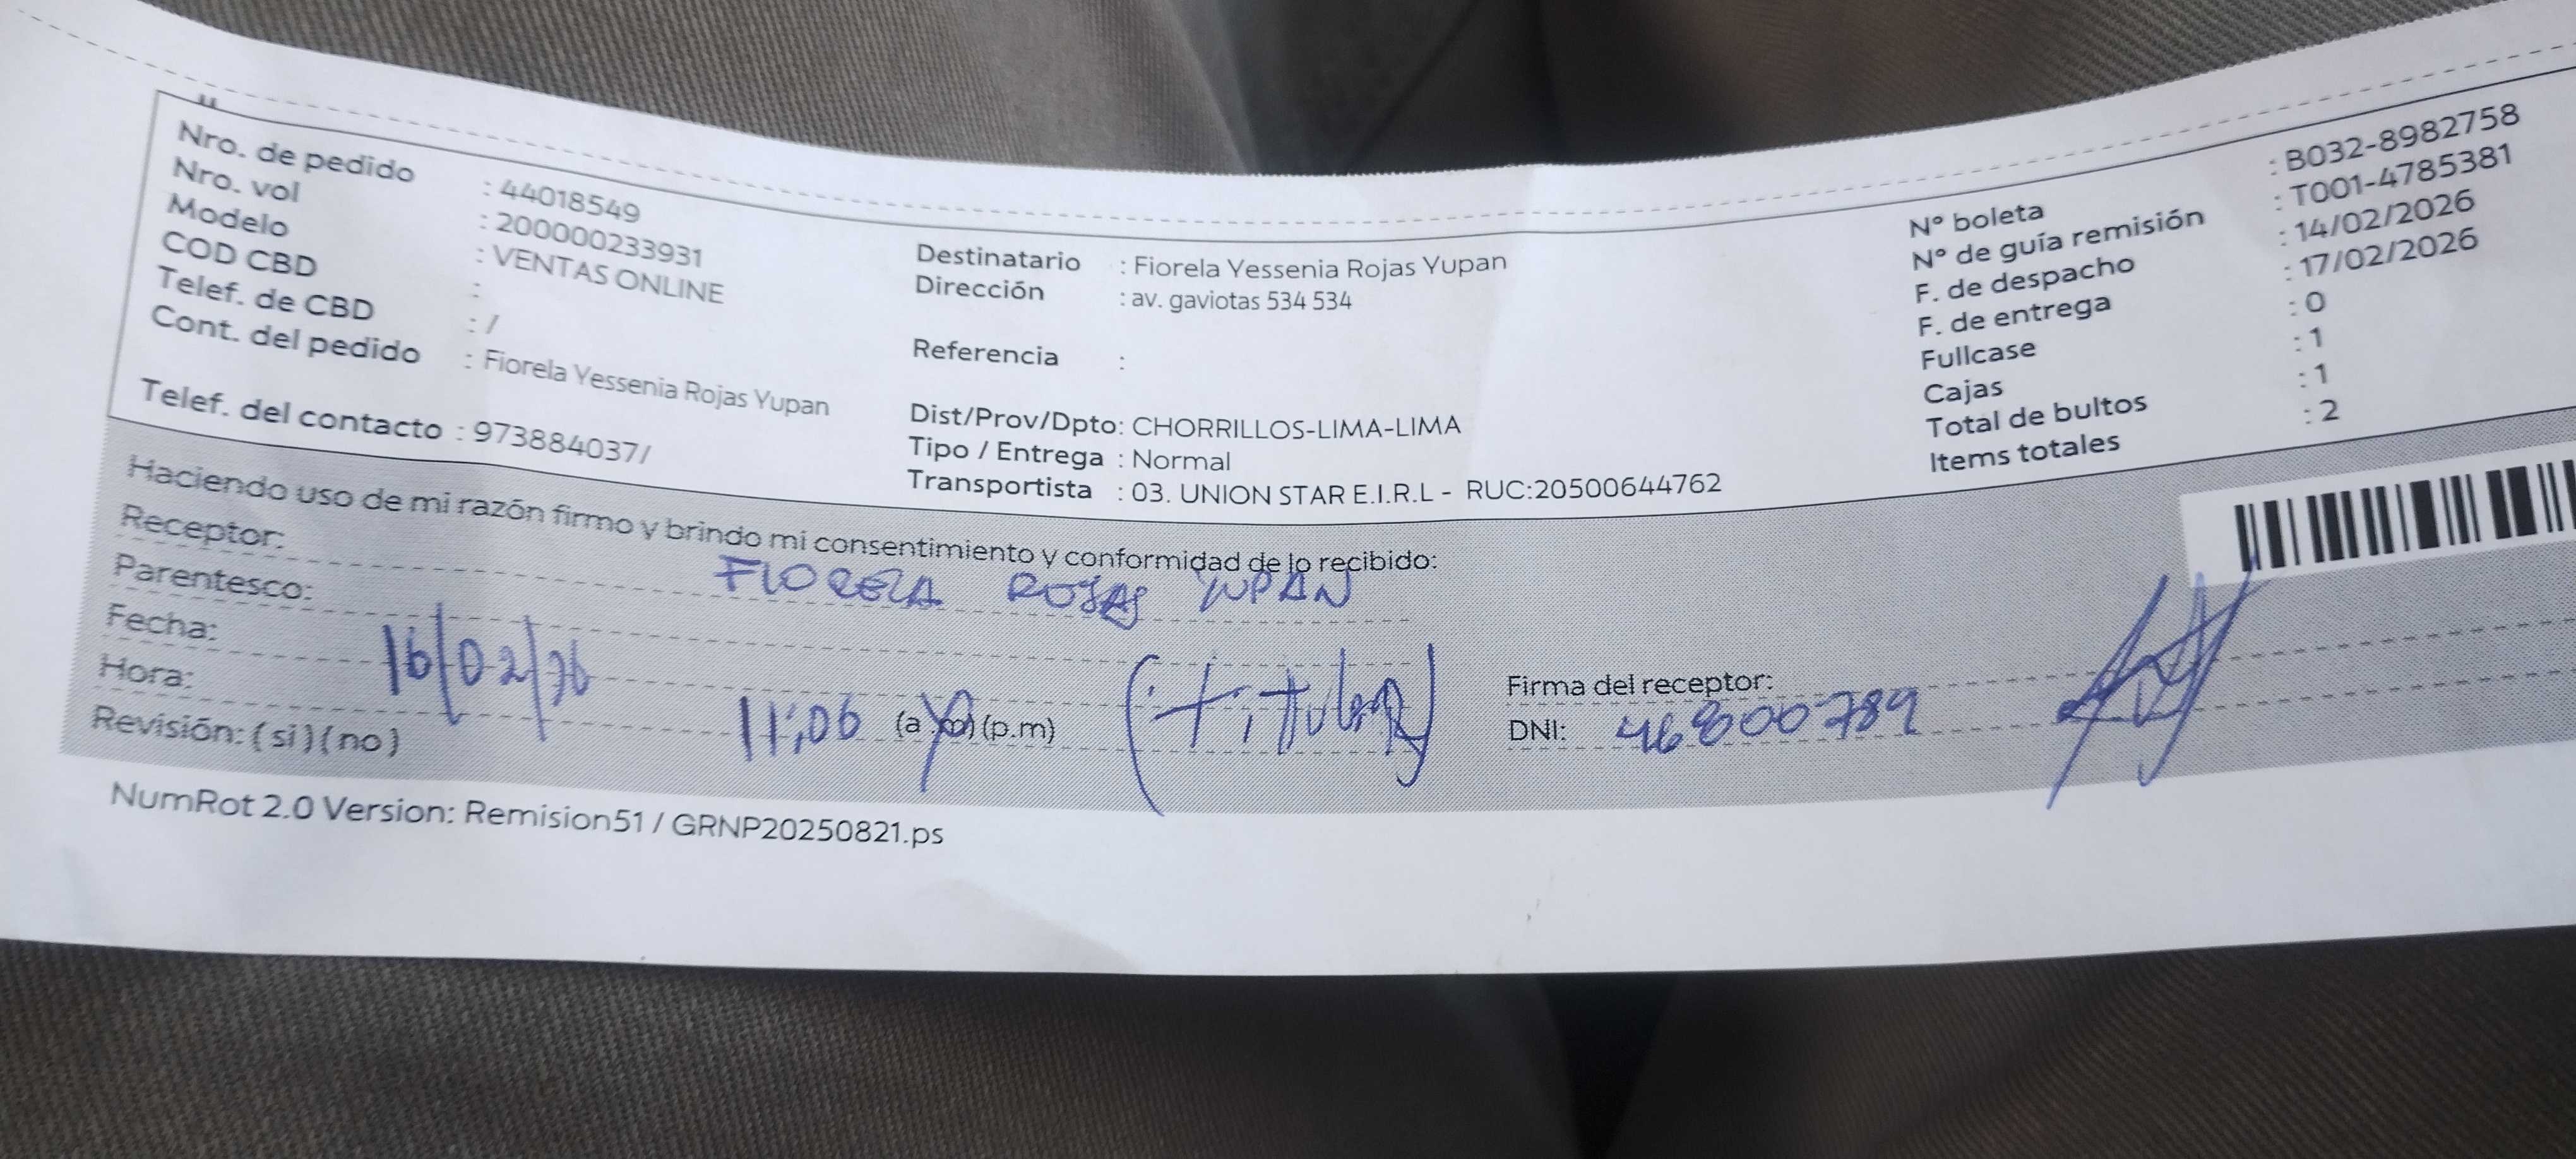 Nro. de pedido : 44018549
Nro. vol : 200000233931
Modelo : VENTAS ONLINE
COD CBD :
Telef. de CBD : /
Cont. del pedido : Fiorela Yessenia Rojas Yupan
Telef. del contacto : 973884037/
Destinatario : Fiorela Yessenia Rojas Yupan
Dirección : av. gaviotas 534 534
Referencia :
Dist/Prov/Dpto: CHORRILLOS-LIMA-LIMA
Tipo / Entrega : Normal
Transportista : 03. UNION STAR E.I.R.L - RUC:20500644762
N° boleta : B032-8982758
N° de guía remisión : T001-4785381
F. de despacho : 14/02/2026
F. de entrega : 17/02/2026
Fullcase : 0
Cajas : 1
Total de bultos : 1
Items totales : 2
Haciendo uso de mi razón firmo y brindo mi consentimiento y conformidad de lo recibido:
Receptor: FIORELA ROJAS YUPAN
Parentesco: (titular)
Fecha: 16/02/26
Hora: 11:06 (a.m) (p.m)
Revisión: (si) (no)
Firma del receptor:
DNI: 46800789
NumRot 2.0 Version: Remision51 / GRNP20250821.ps